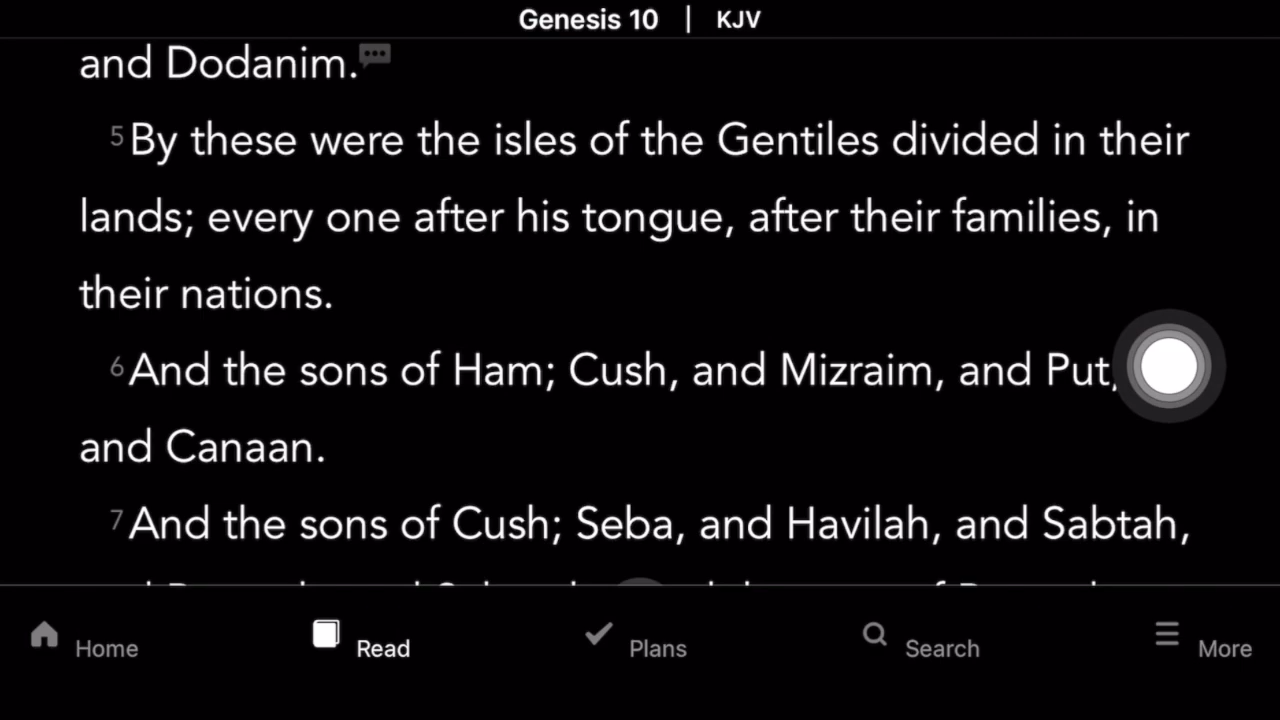 Genesis 10 | KJV
and Dodanim.
5 By these were the isles of the Gentiles divided in their
lands; every one after his tongue, after their families, in
their nations.
6 And the sons of Ham; Cush, and Mizraim, and Put,
and Canaan.
7 And the sons of Cush; Seba, and Havilah, and Sabtah,
Home Read Plans Search More